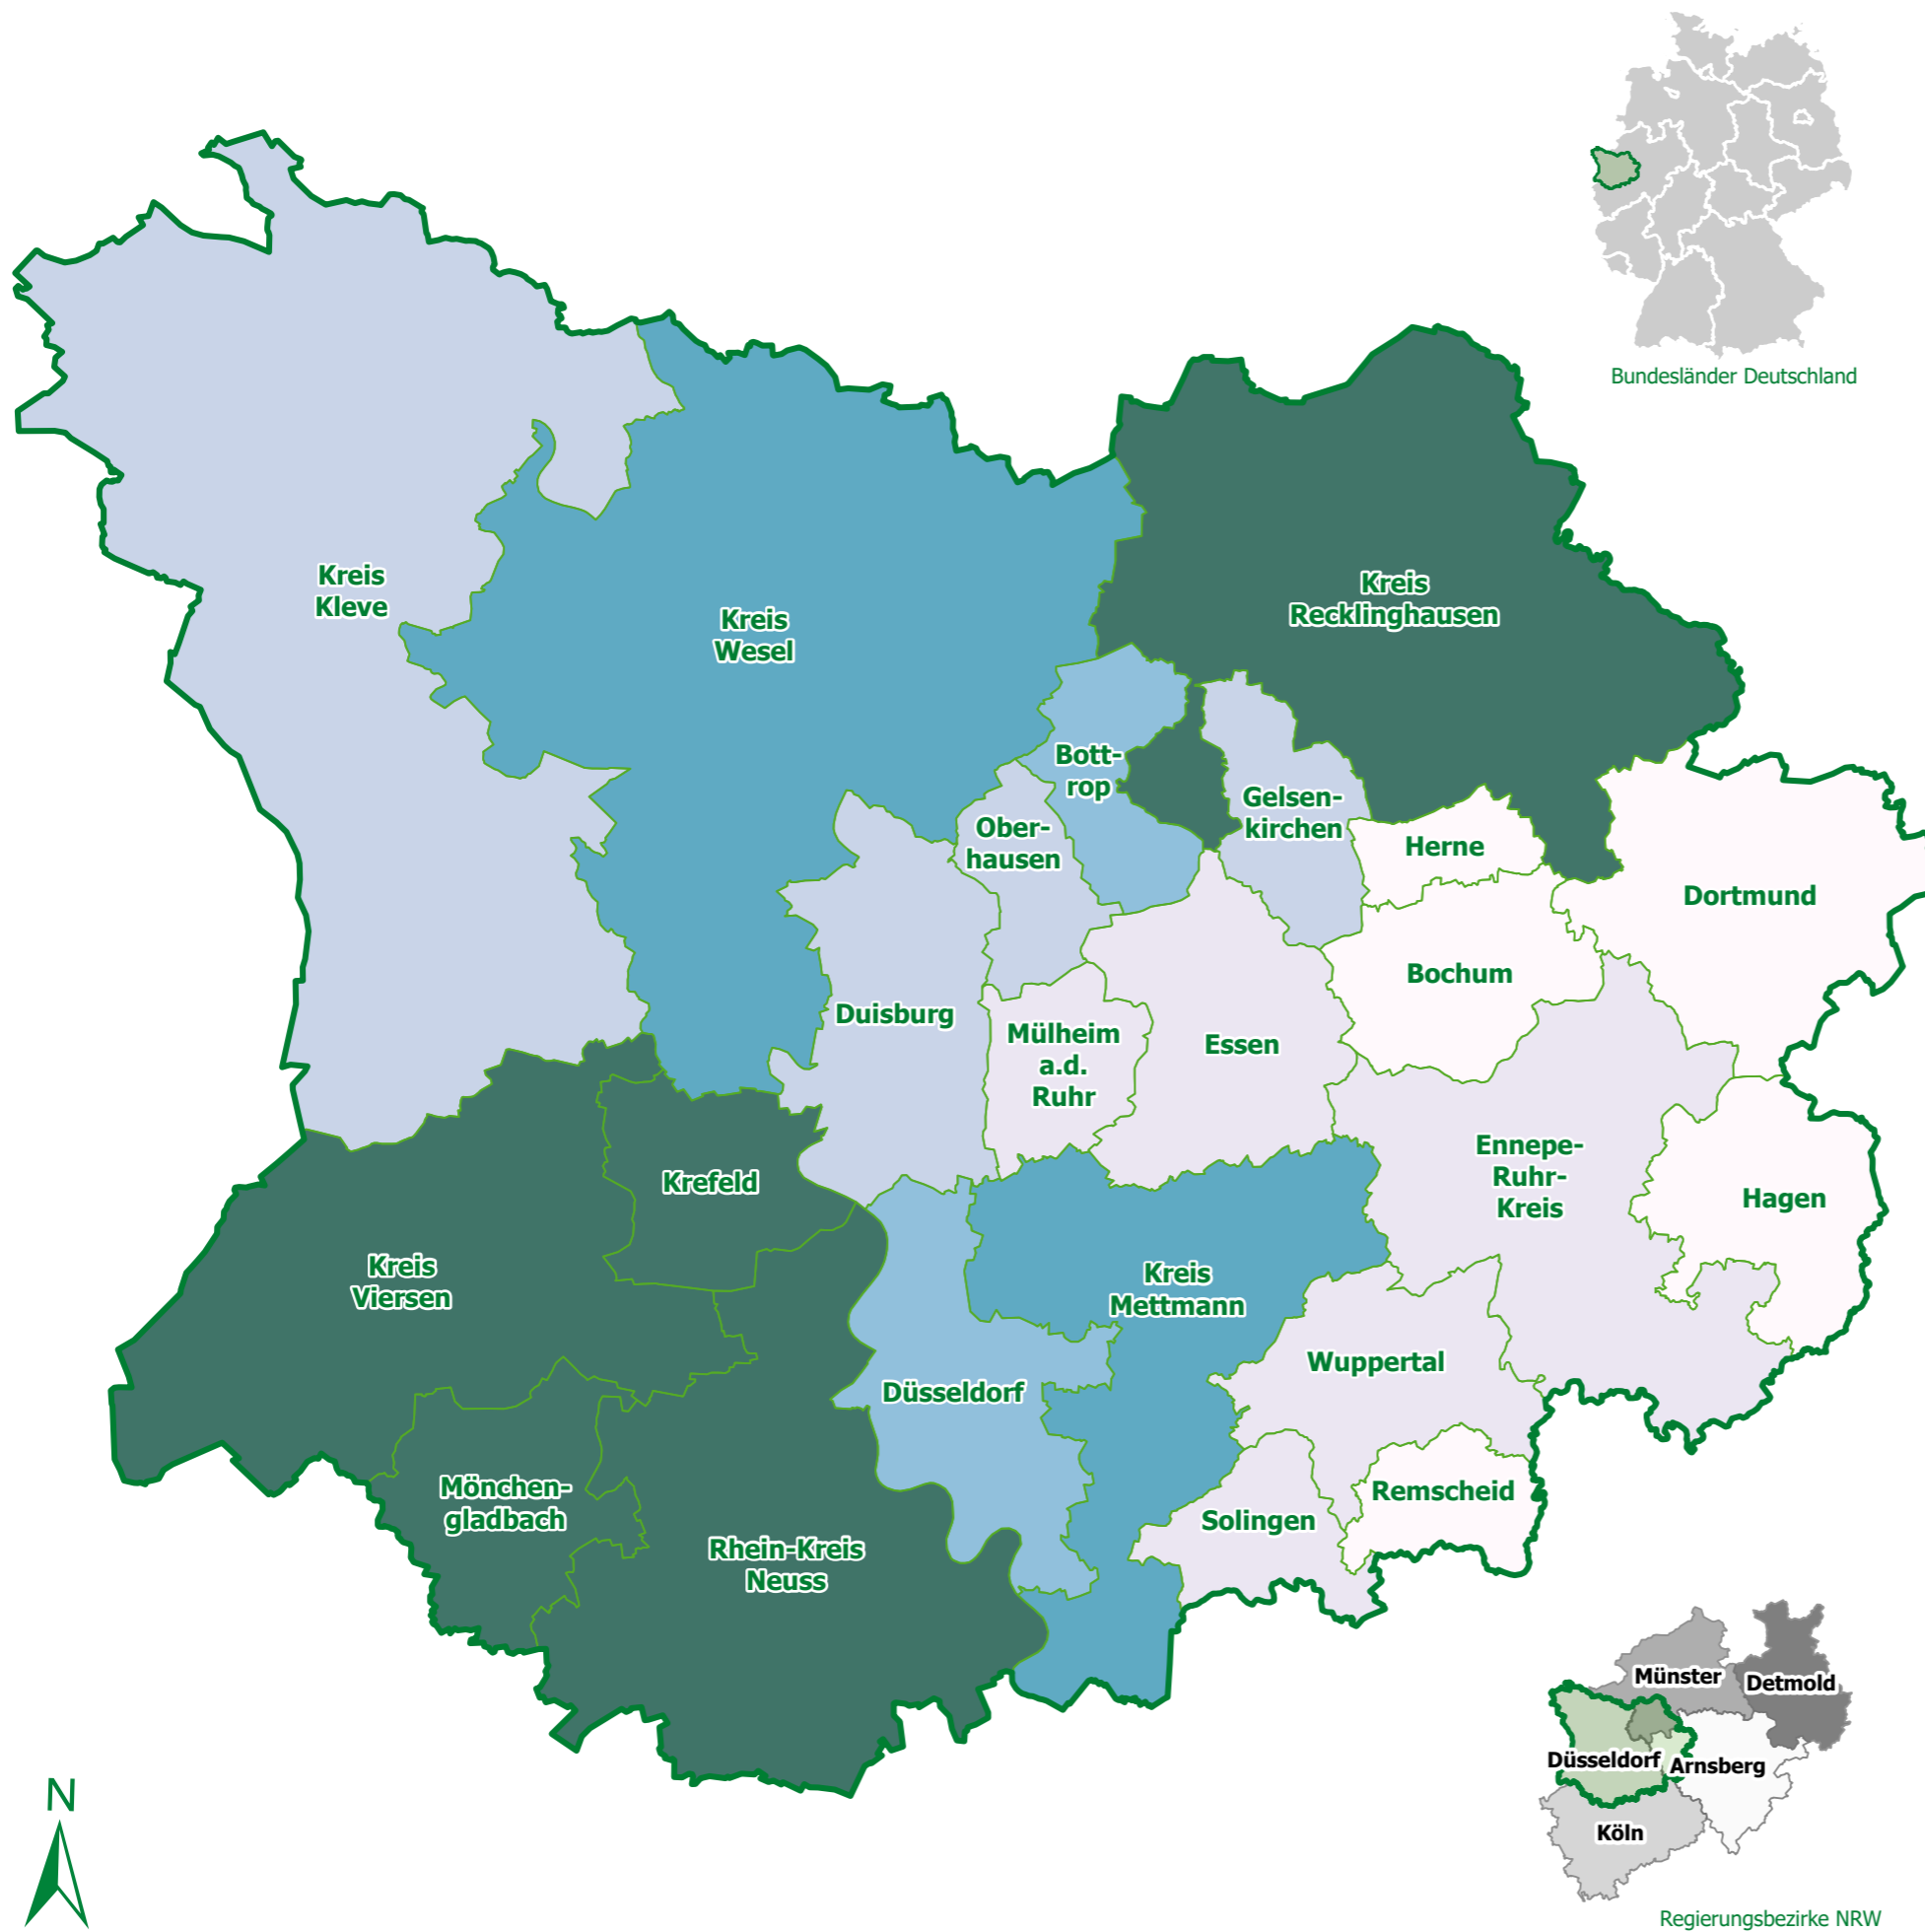 Bundesländer Deutschland
Kreis
Kleve
Kreis
Wesel
Kreis
Recklinghausen
Bott-
rop
Gelsen-
kirchen
Ober-
hausen
Herne
Dortmund
Bochum
Duisburg
Mülheim
a.d.
Ruhr
Essen
Ennepe-
Ruhr-
Kreis
Hagen
Krefeld
Kreis
Viersen
Kreis
Mettmann
Wuppertal
Düsseldorf
Mönchen-
gladbach
Remscheid
Solingen
Rhein-Kreis
Neuss
Münster
Detmold
Düsseldorf
Arnsberg
Köln
N
Regierungsbezirke NRW